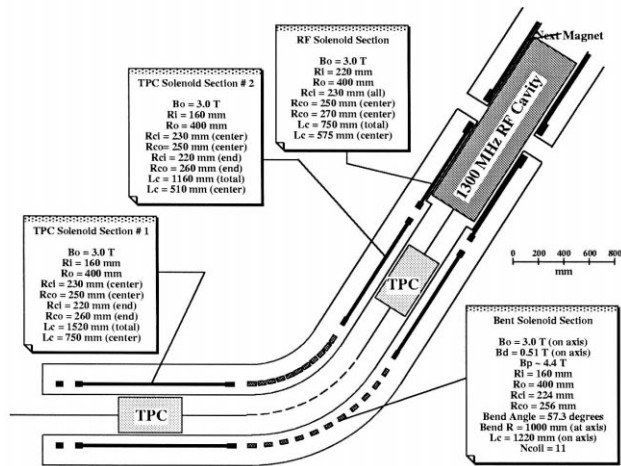 Next Magnet
RF Solenoid Section
Bo = 3.0 T
Ri = 220 mm
Ro = 400 mm
Rci = 230 mm (all)
Rco = 250 mm (center)
Rco = 270 mm (center)
Lc = 750 mm (total)
Lc = 575 mm (center)
TPC Solenoid Section # 2
Bo = 3.0 T
Ri = 160 mm
Ro = 400 mm
Rci = 230 mm (center)
Rco= 250 mm (center)
Rci = 220 mm (end)
Rco = 260 mm (end)
Lc = 1160 mm (total)
Lc = 510 mm (center)
1300 MHz RF Cavity
TPC Solenoid Section # 1
Bo = 3.0 T
Ri = 160 mm
Ro = 400 mm
Rci = 230 mm (center)
Rco = 250 mm (center)
Rci = 220 mm (end)
Rco = 260 mm (end)
Lc = 1520 mm (total)
Lc = 750 mm (center)
0 200 400 600 800
mm
TPC
Bent Solenoid Section
Bo = 3.0 T (on axis)
Bd = 0.51 T (on axis)
Bp ~ 4.4 T
Ri = 160 mm
Ro = 400 mm
Rci = 224 mm
Rco = 256 mm
Bend Angle = 57.3 degrees
Bend R = 1000 mm (at axis)
Lc = 1220 mm (on axis)
Ncoil = 11
TPC